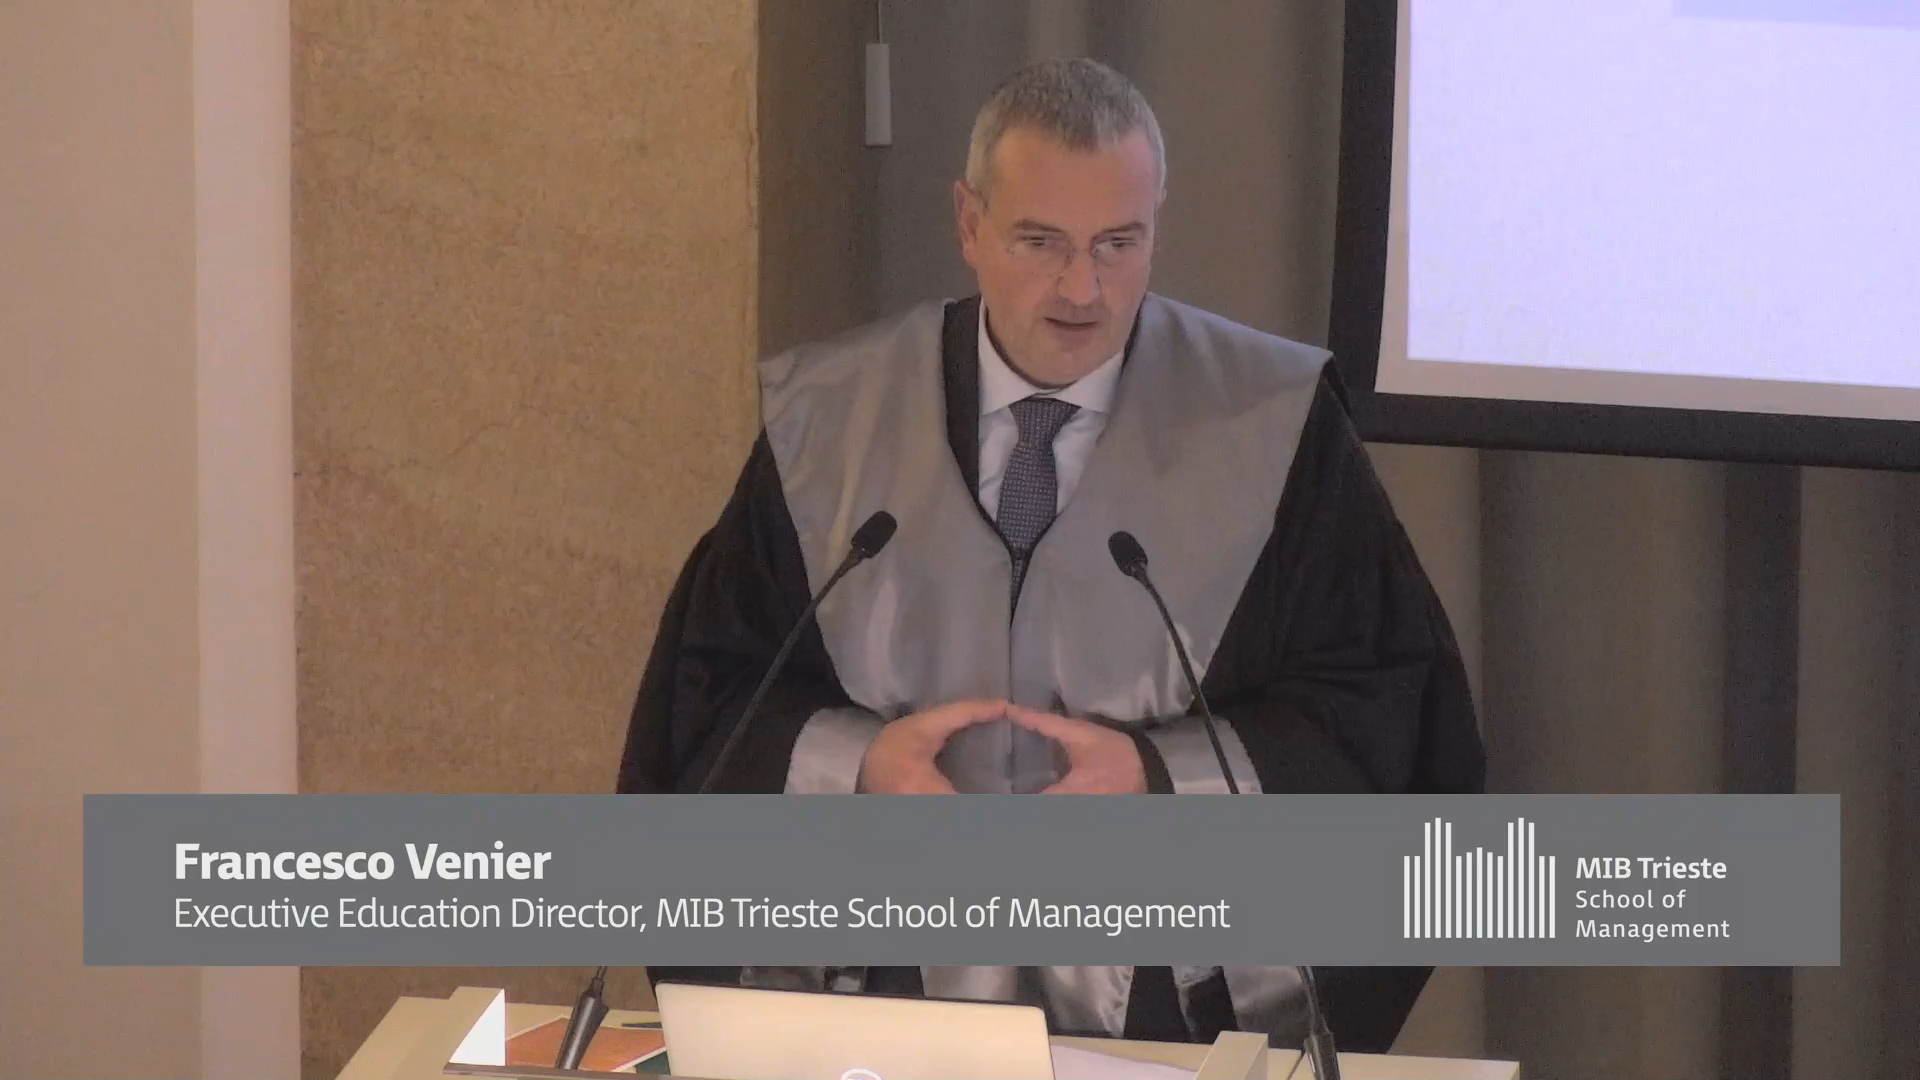 Francesco Venier
Executive Education Director, MIB Trieste School of Management
MIB Trieste
School of
Management